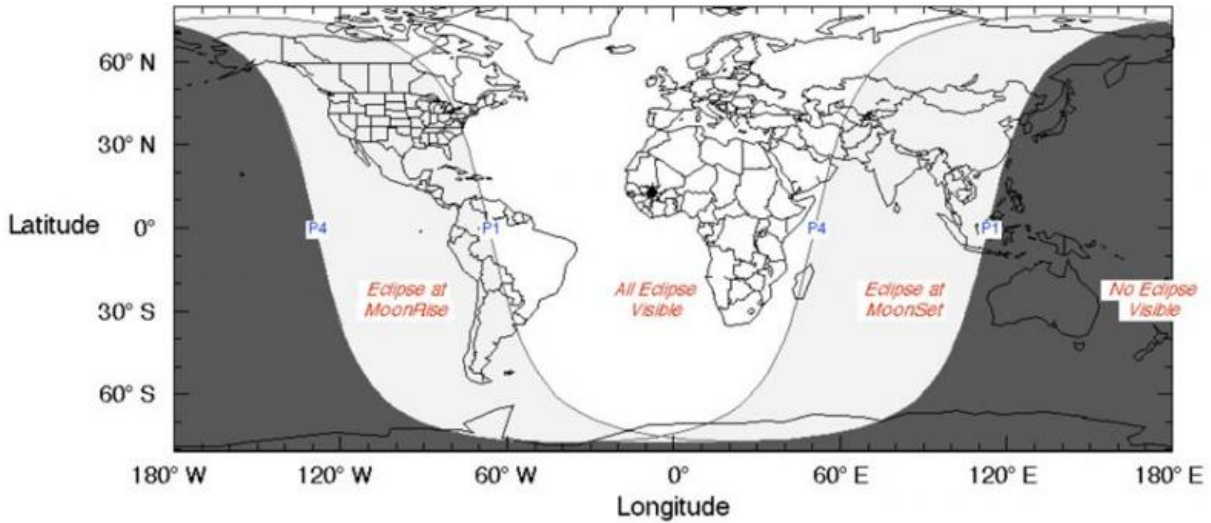 60° N
30° N
Latitude
0°
P4
P1
P4
P1
Eclipse at
MoonRise
All Eclipse
Visible
Eclipse at
MoonSet
No Eclipse
Visible
30° S
60° S
180° W
120° W
60° W
0°
60° E
120° E
180° E
Longitude